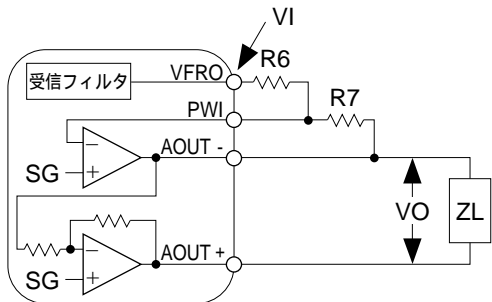 VI
受信フィルタ
VFRO
R6
PWI
R7
AOUT -
SG
VO
ZL
AOUT +
SG